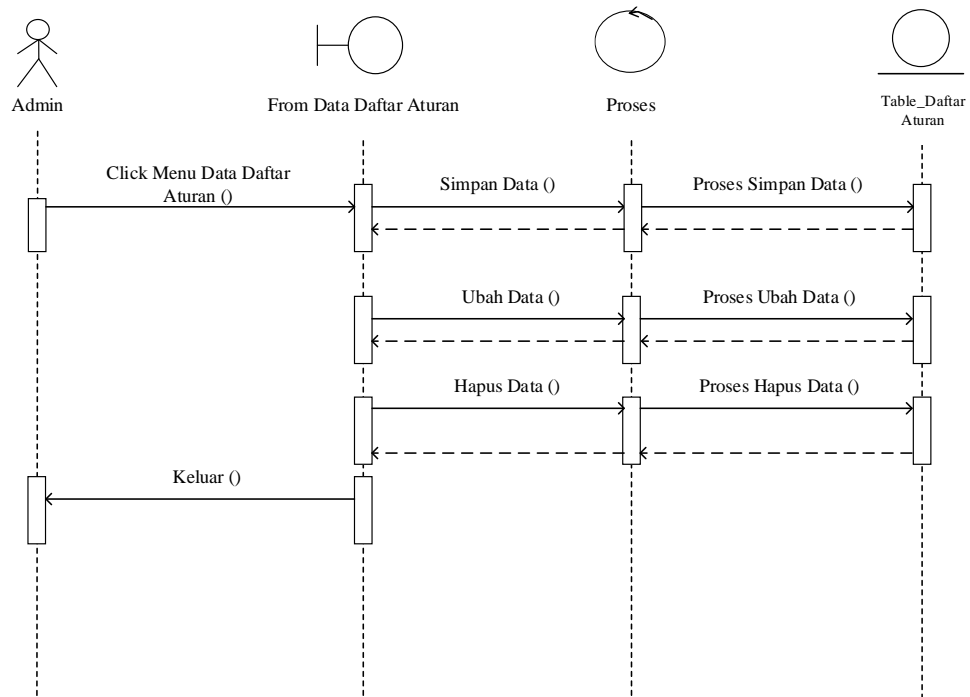 Admin
From Data Daftar Aturan
Proses
Table_Daftar
Aturan
Click Menu Data Daftar
Aturan ()
Simpan Data ()
Proses Simpan Data ()
Ubah Data ()
Proses Ubah Data ()
Hapus Data ()
Proses Hapus Data ()
Keluar ()